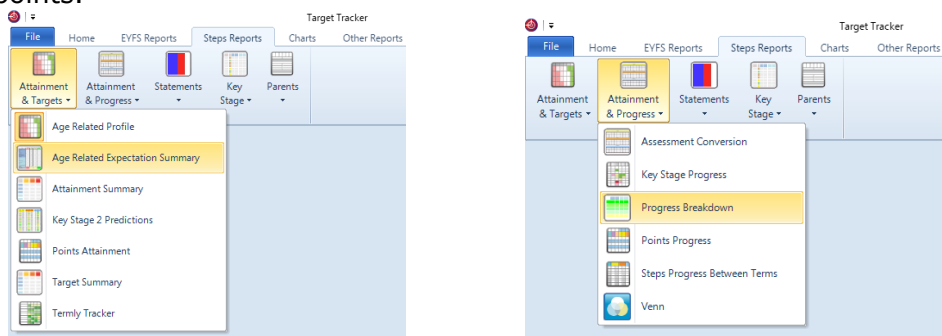 points.
Target Tracker
File Home EYFS Reports Steps Reports Charts Other Reports
Attainment & Targets Attainment & Progress Statements Key Stage Parents
Age Related Profile
Age Related Expectation Summary
Attainment Summary
Key Stage 2 Predictions
Points Attainment
Target Summary
Termly Tracker
Target Tracker
File Home EYFS Reports Steps Reports Charts Other Reports
Attainment & Targets Attainment & Progress Statements Key Stage Parents
Assessment Conversion
Key Stage Progress
Progress Breakdown
Points Progress
Steps Progress Between Terms
Venn